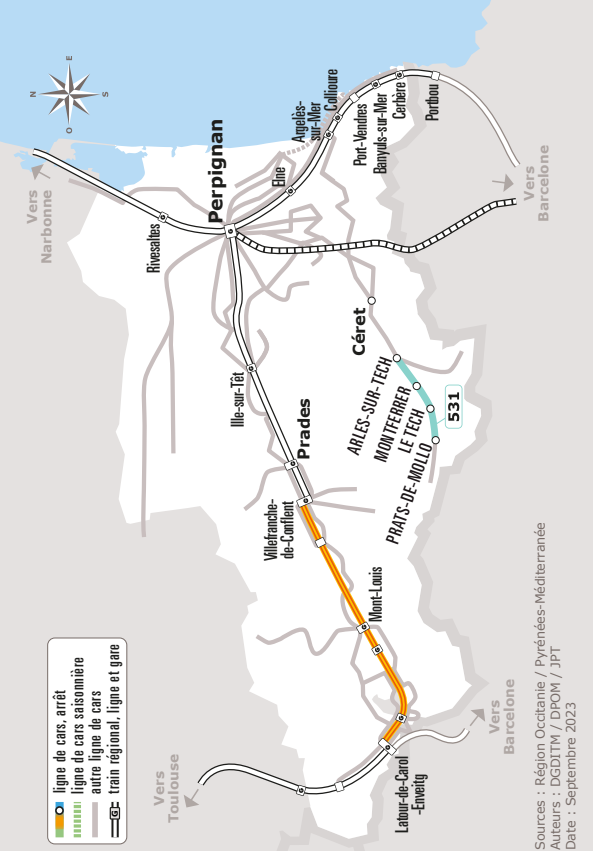 N
E
S
O
Vers
Narbonne
Rivesaltes
Perpignan
Elne
Argelès-
sur-Mer
Collioure
Port-Vendres
Banyuls-sur-Mer
Cerbère
Portbou
Vers
Barcelone
Ille-sur-Têt
Prades
Villefranche-
de-Conflent
Mont-Louis
Céret
ARLES-SUR-TECH
MONTFERRER
LE TECH
PRATS-DE-MOLLO
531
Latour-de-Carol
-Enveitg
Vers
Barcelone
Vers
Toulouse
ligne de cars, arrêt
ligne de cars saisonnière
autre ligne de cars
G train régional, ligne et gare
Sources : Région Occitanie / Pyrénées-Méditerranée
Auteurs : DGDITM / DPOM / JPT
Date : Septembre 2023